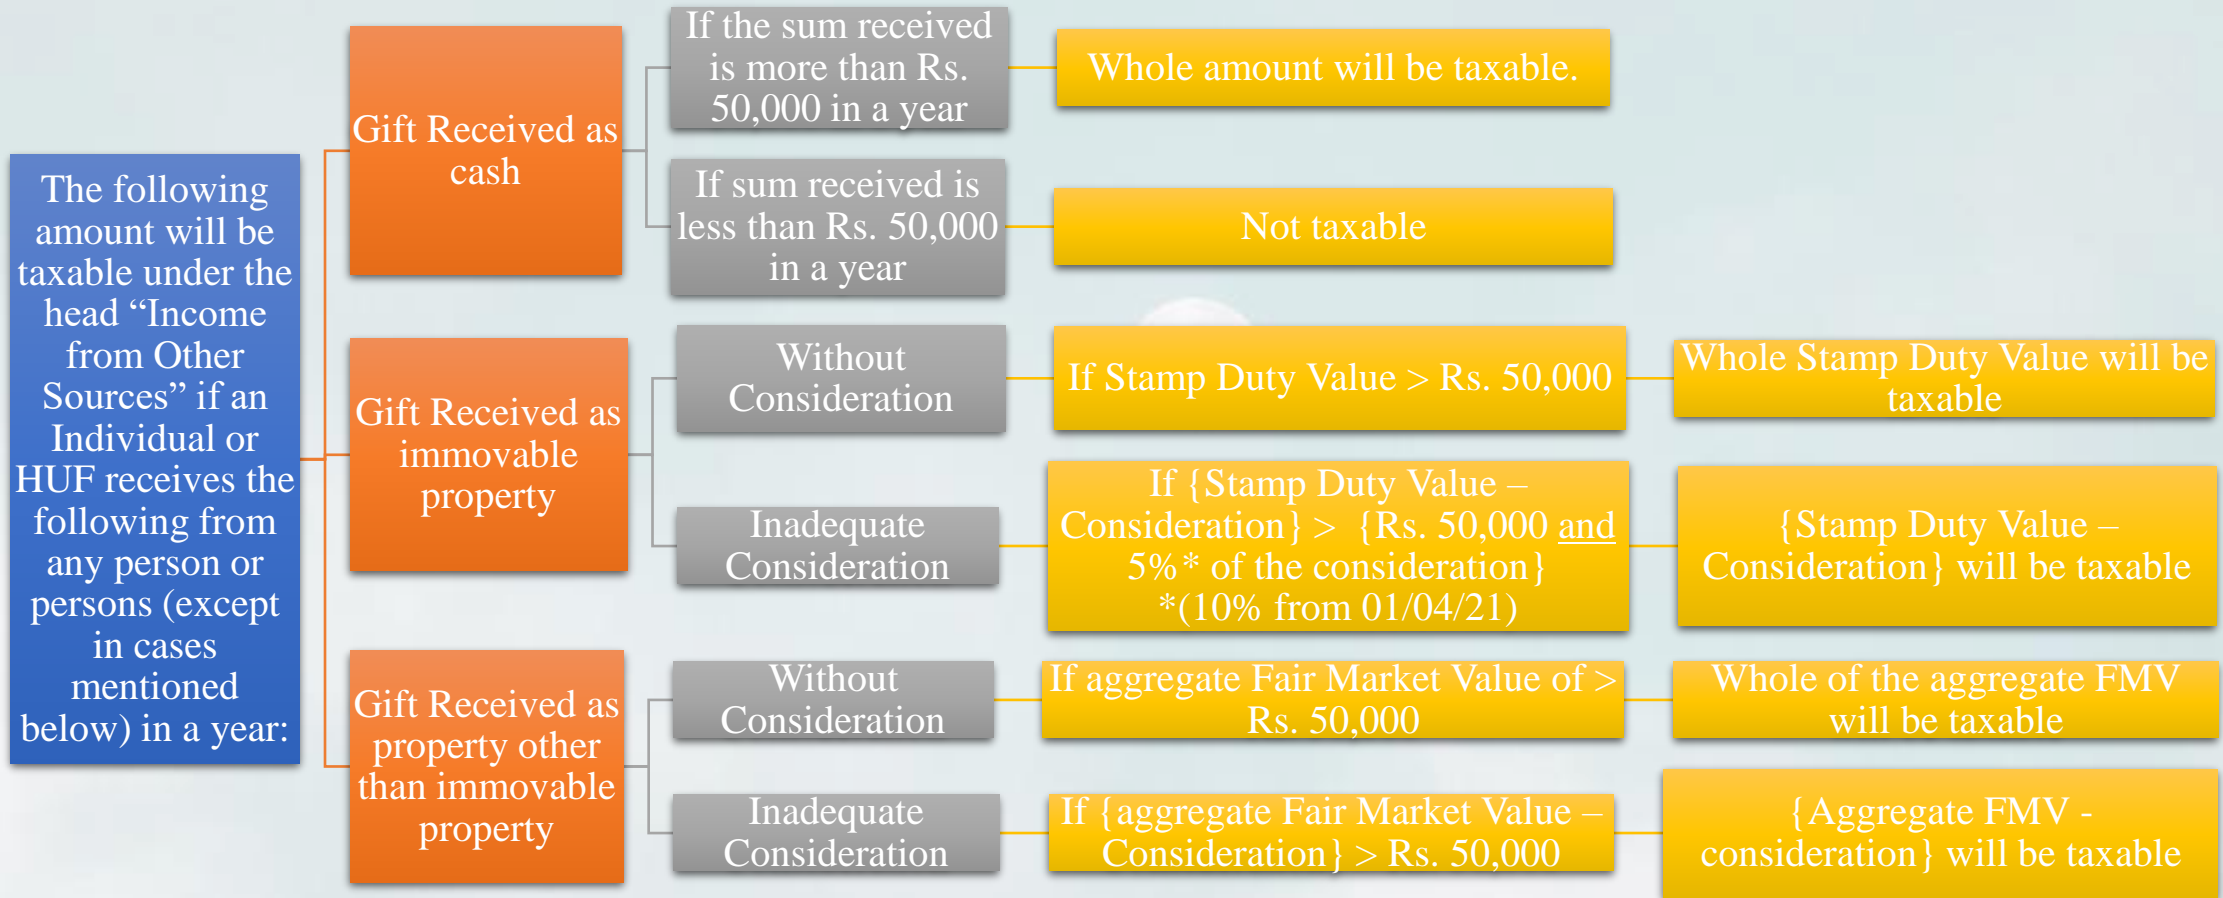 The following
amount will be
taxable under the
head “Income
from Other
Sources” if an
Individual or
HUF receives the
following from
any person or
persons (except
in cases
mentioned
below) in a year:
Gift Received as
cash
If the sum received
is more than Rs.
50,000 in a year
Whole amount will be taxable.
If sum received is
less than Rs. 50,000
in a year
Not taxable
Gift Received as
immovable
property
Without
Consideration
If Stamp Duty Value > Rs. 50,000
Whole Stamp Duty Value will be
taxable
Inadequate
Consideration
If {Stamp Duty Value –
Consideration} > {Rs. 50,000 and
5%* of the consideration}
*(10% from 01/04/21)
{Stamp Duty Value –
Consideration} will be taxable
Gift Received as
property other
than immovable
property
Without
Consideration
If aggregate Fair Market Value of >
Rs. 50,000
Whole of the aggregate FMV
will be taxable
Inadequate
Consideration
If {aggregate Fair Market Value –
Consideration} > Rs. 50,000
{Aggregate FMV -
consideration} will be taxable